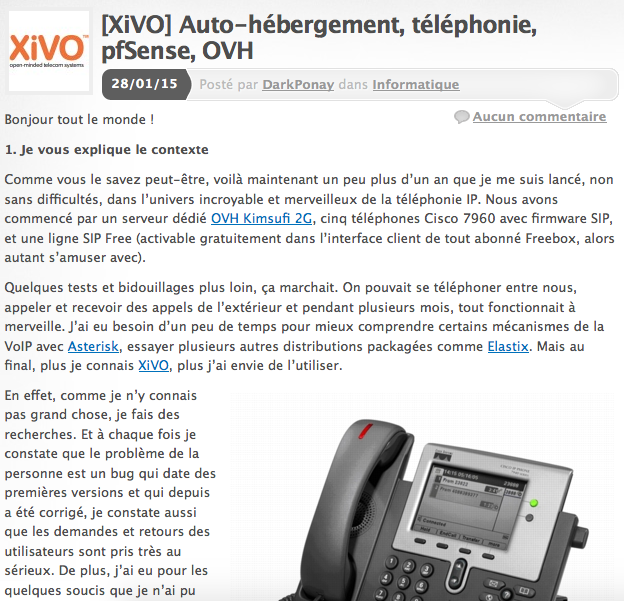 XiVO™
open-minded telecom systems
[XiVO] Auto-hébergement, téléphonie,
pfSense, OVH
28/01/15 Posté par DarkPonay dans Informatique
Aucun commentaire
Bonjour tout le monde !
1. Je vous explique le contexte
Comme vous le savez peut-être, voilà maintenant un peu plus d’un an que je me suis lancé, non
sans difficultés, dans l’univers incroyable et merveilleux de la téléphonie IP. Nous avons
commencé par un serveur dédié OVH Kimsufi 2G, cinq téléphones Cisco 7960 avec firmware SIP,
et une ligne SIP Free (activable gratuitement dans l’interface client de tout abonné Freebox, alors
autant s’amuser avec).
Quelques tests et bidouillages plus loin, ça marchait. On pouvait se téléphoner entre nous,
appeler et recevoir des appels de l’extérieur et pendant plusieurs mois, tout fonctionnait à
merveille. J’ai eu besoin d’un peu de temps pour mieux comprendre certains mécanismes de la
VoIP avec Asterisk, essayer plusieurs autres distributions packagées comme Elastix. Mais au
final, plus je connais XiVO, plus j’ai envie de l’utiliser.
En effet, comme je n’y connais
pas grand chose, je fais des
recherches. Et à chaque fois je
constate que le problème de la
personne est un bug qui date des
premières versions et qui depuis
a été corrigé, je constate aussi
que les demandes et retours des
utilisateurs sont pris très au
sérieux. De plus, j’ai eu pour les
quelques soucis que je n’ai pu